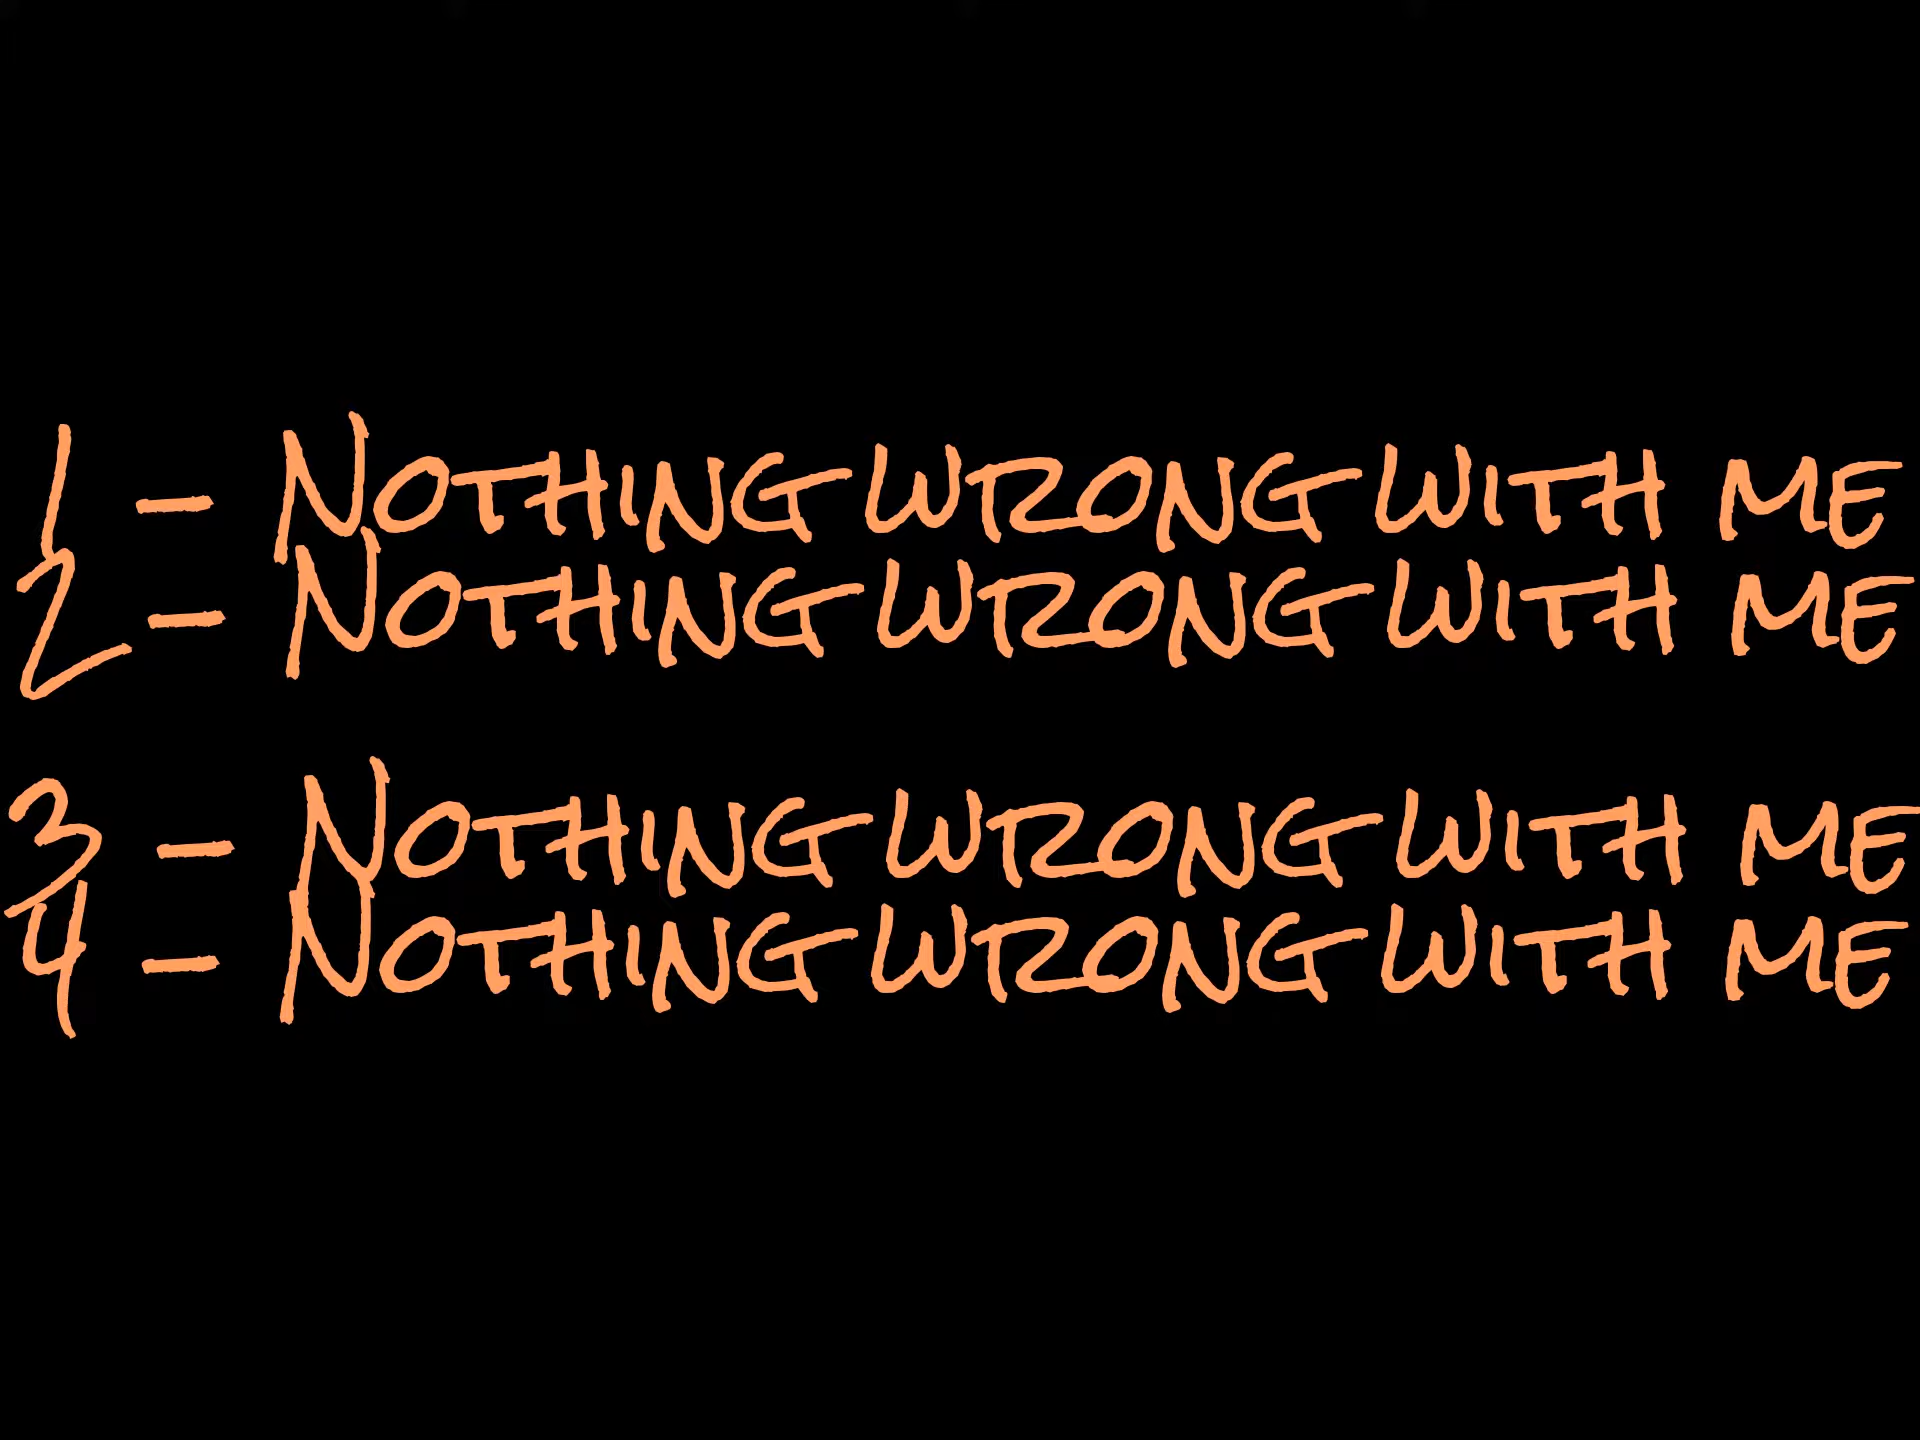 1 - Nothing wrong with me
2 - Nothing wrong with me
3 - Nothing wrong with me
4 - Nothing wrong with me